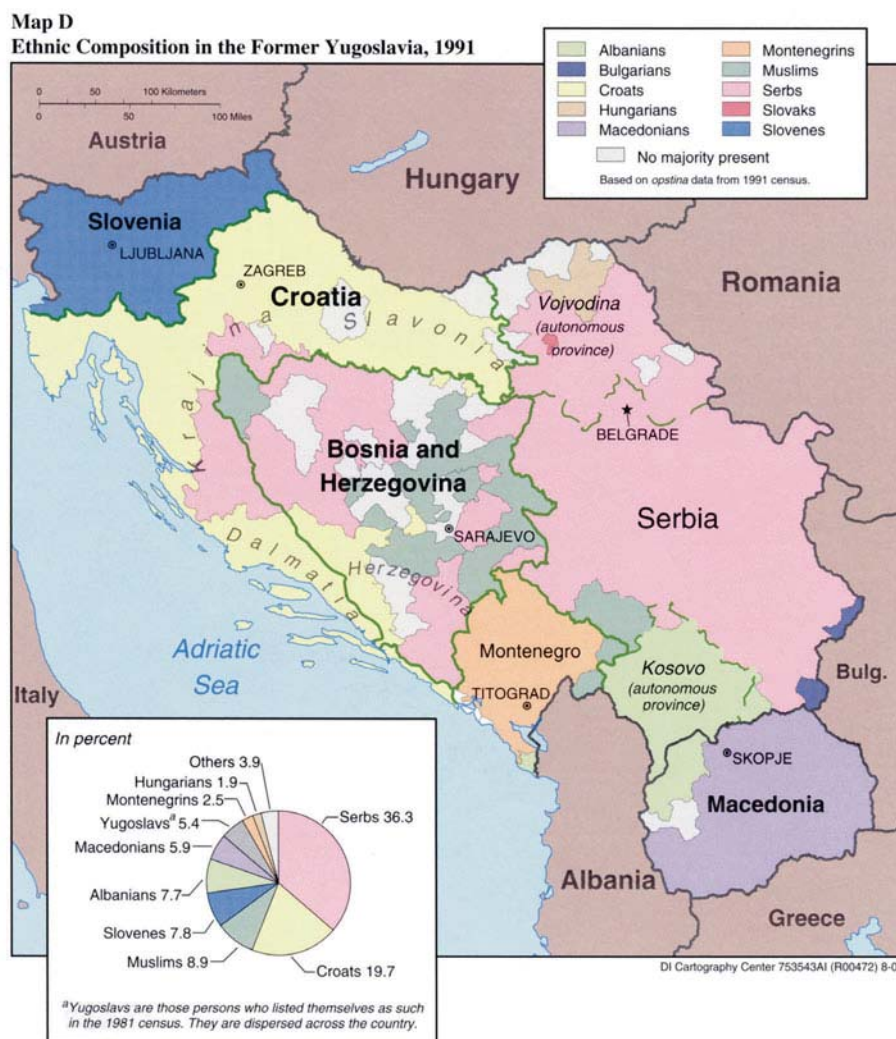 Map D
Ethnic Composition in the Former Yugoslavia, 1991
Albanians
Bulgarians
Croats
Hungarians
Macedonians
Montenegrins
Muslims
Serbs
Slovaks
Slovenes
No majority present
Based on opstina data from 1991 census.
0 50 100 Kilometers
0 50 100 Miles
Austria
Hungary
Romania
Slovenia
LJUBLJANA
ZAGREB
Croatia
Slavonia
Krajina
Vojvodina
(autonomous
province)
BELGRADE
Bosnia and
Herzegovina
SARAJEVO
Serbia
Dalmatia
Herzegovina
Adriatic
Sea
Italy
Montenegro
TITOGRAD
Kosovo
(autonomous
province)
Bulg.
SKOPJE
Macedonia
Albania
Greece
In percent
Others 3.9
Hungarians 1.9
Montenegrins 2.5
Yugoslavsᵃ 5.4
Macedonians 5.9
Albanians 7.7
Slovenes 7.8
Muslims 8.9
Serbs 36.3
Croats 19.7
ᵃYugoslavs are those persons who listed themselves as such
in the 1981 census. They are dispersed across the country.
DI Cartography Center 753543AI (R00472) 8-0